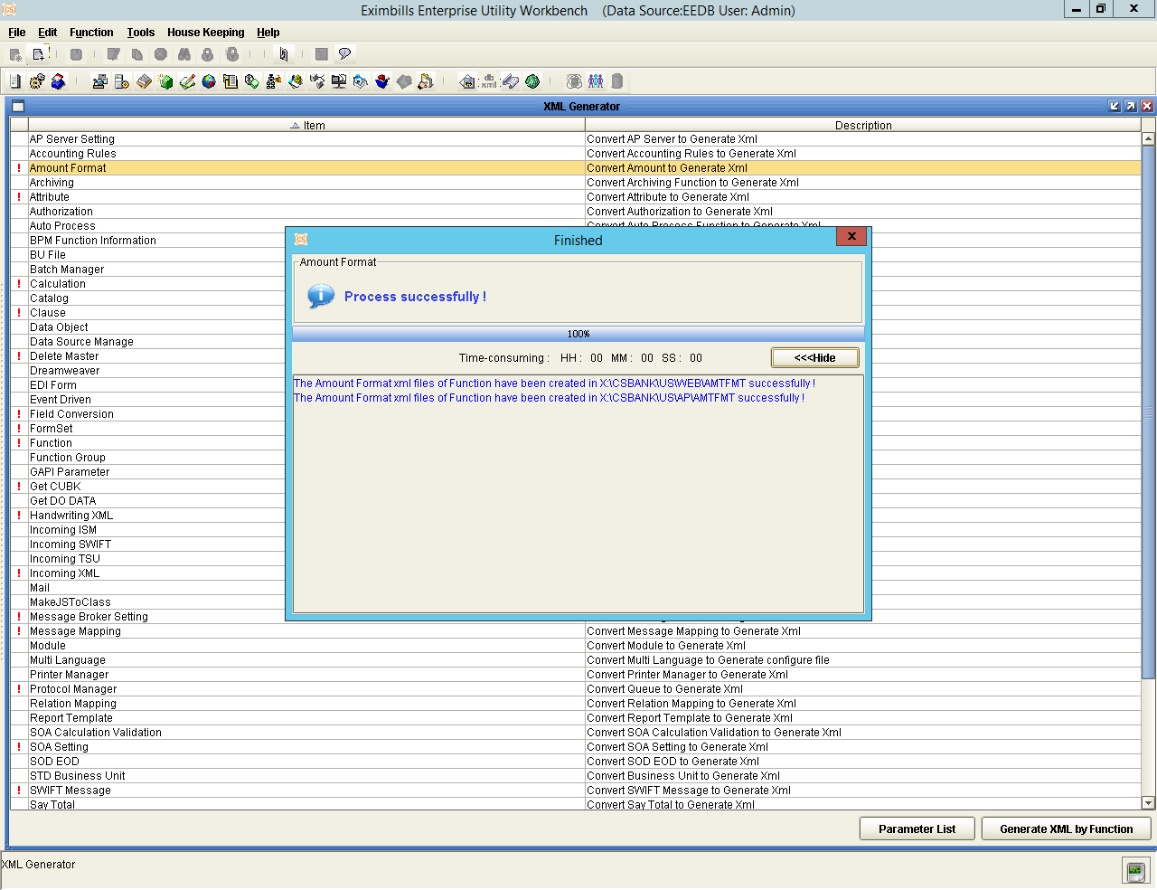 Eximbills Enterprise Utility Workbench (Data Source:EEDB User: Admin)
File Edit Function Tools House Keeping Help
XML Generator
Item Description
AP Server Setting Convert AP Server to Generate Xml
Accounting Rules Convert Accounting Rules to Generate Xml
! Amount Format Convert Amount to Generate Xml
Archiving Convert Archiving Function to Generate Xml
! Attribute Convert Attribute to Generate Xml
Authorization Convert Authorization to Generate Xml
Auto Process Convert Auto Process Function to Generate Xml
BPM Function Information
BU File
Batch Manager
! Calculation
Catalog
! Clause
Data Object
Data Source Manage
! Delete Master
Dreamweaver
EDI Form
Event Driven
! Field Conversion
! FormSet
! Function
Function Group
GAPI Parameter
! Get CUBK
Get DO DATA
! Handwriting XML
Incoming ISM
Incoming SWIFT
Incoming TSU
! Incoming XML
Mail
MakeJSToClass
! Message Broker Setting
! Message Mapping Convert Message Mapping to Generate Xml
Module Convert Module to Generate Xml
Multi Language Convert Multi Language to Generate configure file
Printer Manager Convert Printer Manager to Generate Xml
! Protocol Manager Convert Queue to Generate Xml
Relation Mapping Convert Relation Mapping to Generate Xml
Report Template Convert Report Template to Generate Xml
SOA Calculation Validation Convert SOA Calculation Validation to Generate Xml
! SOA Setting Convert SOA Setting to Generate Xml
SOD EOD Convert SOD EOD to Generate Xml
STD Business Unit Convert Business Unit to Generate Xml
! SWIFT Message Convert SWIFT Message to Generate Xml
Say Total Convert Say Total to Generate Xml
Finished
Amount Format
Process successfully !
100%
Time-consuming : HH : 00 MM : 00 SS : 00 <<<Hide
The Amount Format xml files of Function have been created in X:\CSBANK\US\WEB\AMTFMT successfully !
The Amount Format xml files of Function have been created in X:\CSBANK\US\AP\AMTFMT successfully !
Parameter List Generate XML by Function
XML Generator